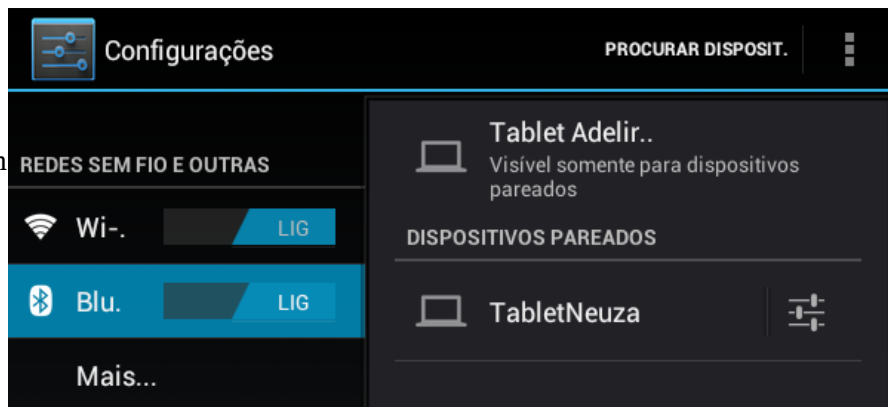 Configurações
PROCURAR DISPOSIT.
REDES SEM FIO E OUTRAS
Wi-.
LIG
Blu.
LIG
Mais...
Tablet Adelir..
Visível somente para dispositivos
pareados
DISPOSITIVOS PAREADOS
TabletNeuza